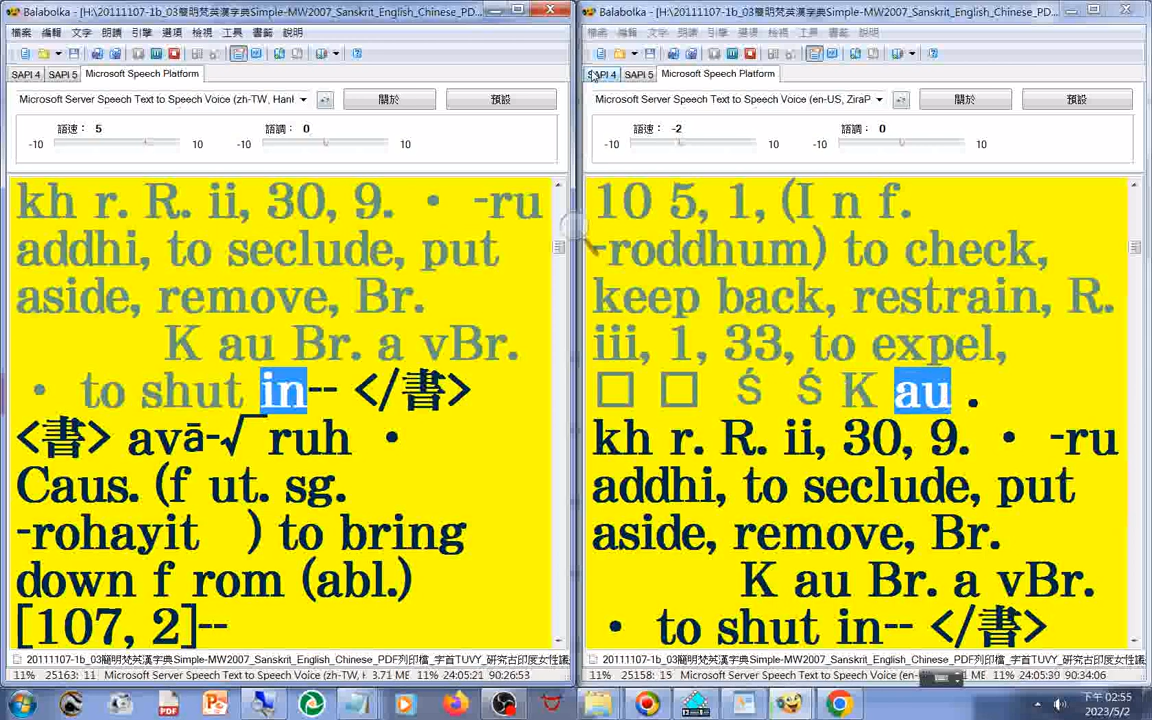 Balabolka - [H:\20111107-1b_03簡明梵英漢字典Simple-MW2007_Sanskrit_English_Chinese_PD...
檔案 編輯 文字 朗讀 引擎 選項 檢視 工具 書籤 說明
SAPI 4 SAPI 5 Microsoft Speech Platform
Microsoft Server Speech Text to Speech Voice (zh-TW, Hanl
關於 預設
語速： 5 語調： 0
-10 10 -10 10
kh r. R. ii, 30, 9. • -ru
addhi, to seclude, put
aside, remove, Br.
K au Br. a vBr.
• to shut in-- </書>
<書> avā-√ ruh •
Caus. (f ut. sg.
-rohayit ) to bring
down f rom (abl.)
[107, 2]--
20111107-1b_03簡明梵英漢字典Simple-MW2007_Sanskrit_English_Chinese_PDF列印檔_字首TUVY_研究古印度女性議
11% 25163: 11 Microsoft Server Speech Text to Speech Voice (zh-TW, H 3.71 ME 11% 24:05:21 90:26:53
Balabolka - [H:\20111107-1b_03簡明梵英漢字典Simple-MW2007_Sanskrit_English_Chinese_PD...
檔案 編輯 文字 朗讀 引擎 選項 檢視 工具 書籤 說明
SAPI 4 SAPI 5 Microsoft Speech Platform
Microsoft Server Speech Text to Speech Voice (en-US, ZiraP
關於 預設
語速： -2 語調： 0
-10 10 -10 10
10 5, 1, (I n f.
-roddhum) to check,
keep back, restrain, R.
iii, 1, 33, to expel,
□ □ Ś Ś K au .
kh r. R. ii, 30, 9. • -ru
addhi, to seclude, put
aside, remove, Br.
K au Br. a vBr.
• to shut in-- </書>
20111107-1b_03簡明梵英漢字典Simple-MW2007_Sanskrit_English_Chinese_PDF列印檔_字首TUVY_研究古印度女性議
11% 25158: 15 Microsoft Server Speech Text to Speech Voice (en-US 3.71 ME 11% 24:05:39 90:34:06
下午 02:55
2023/5/2